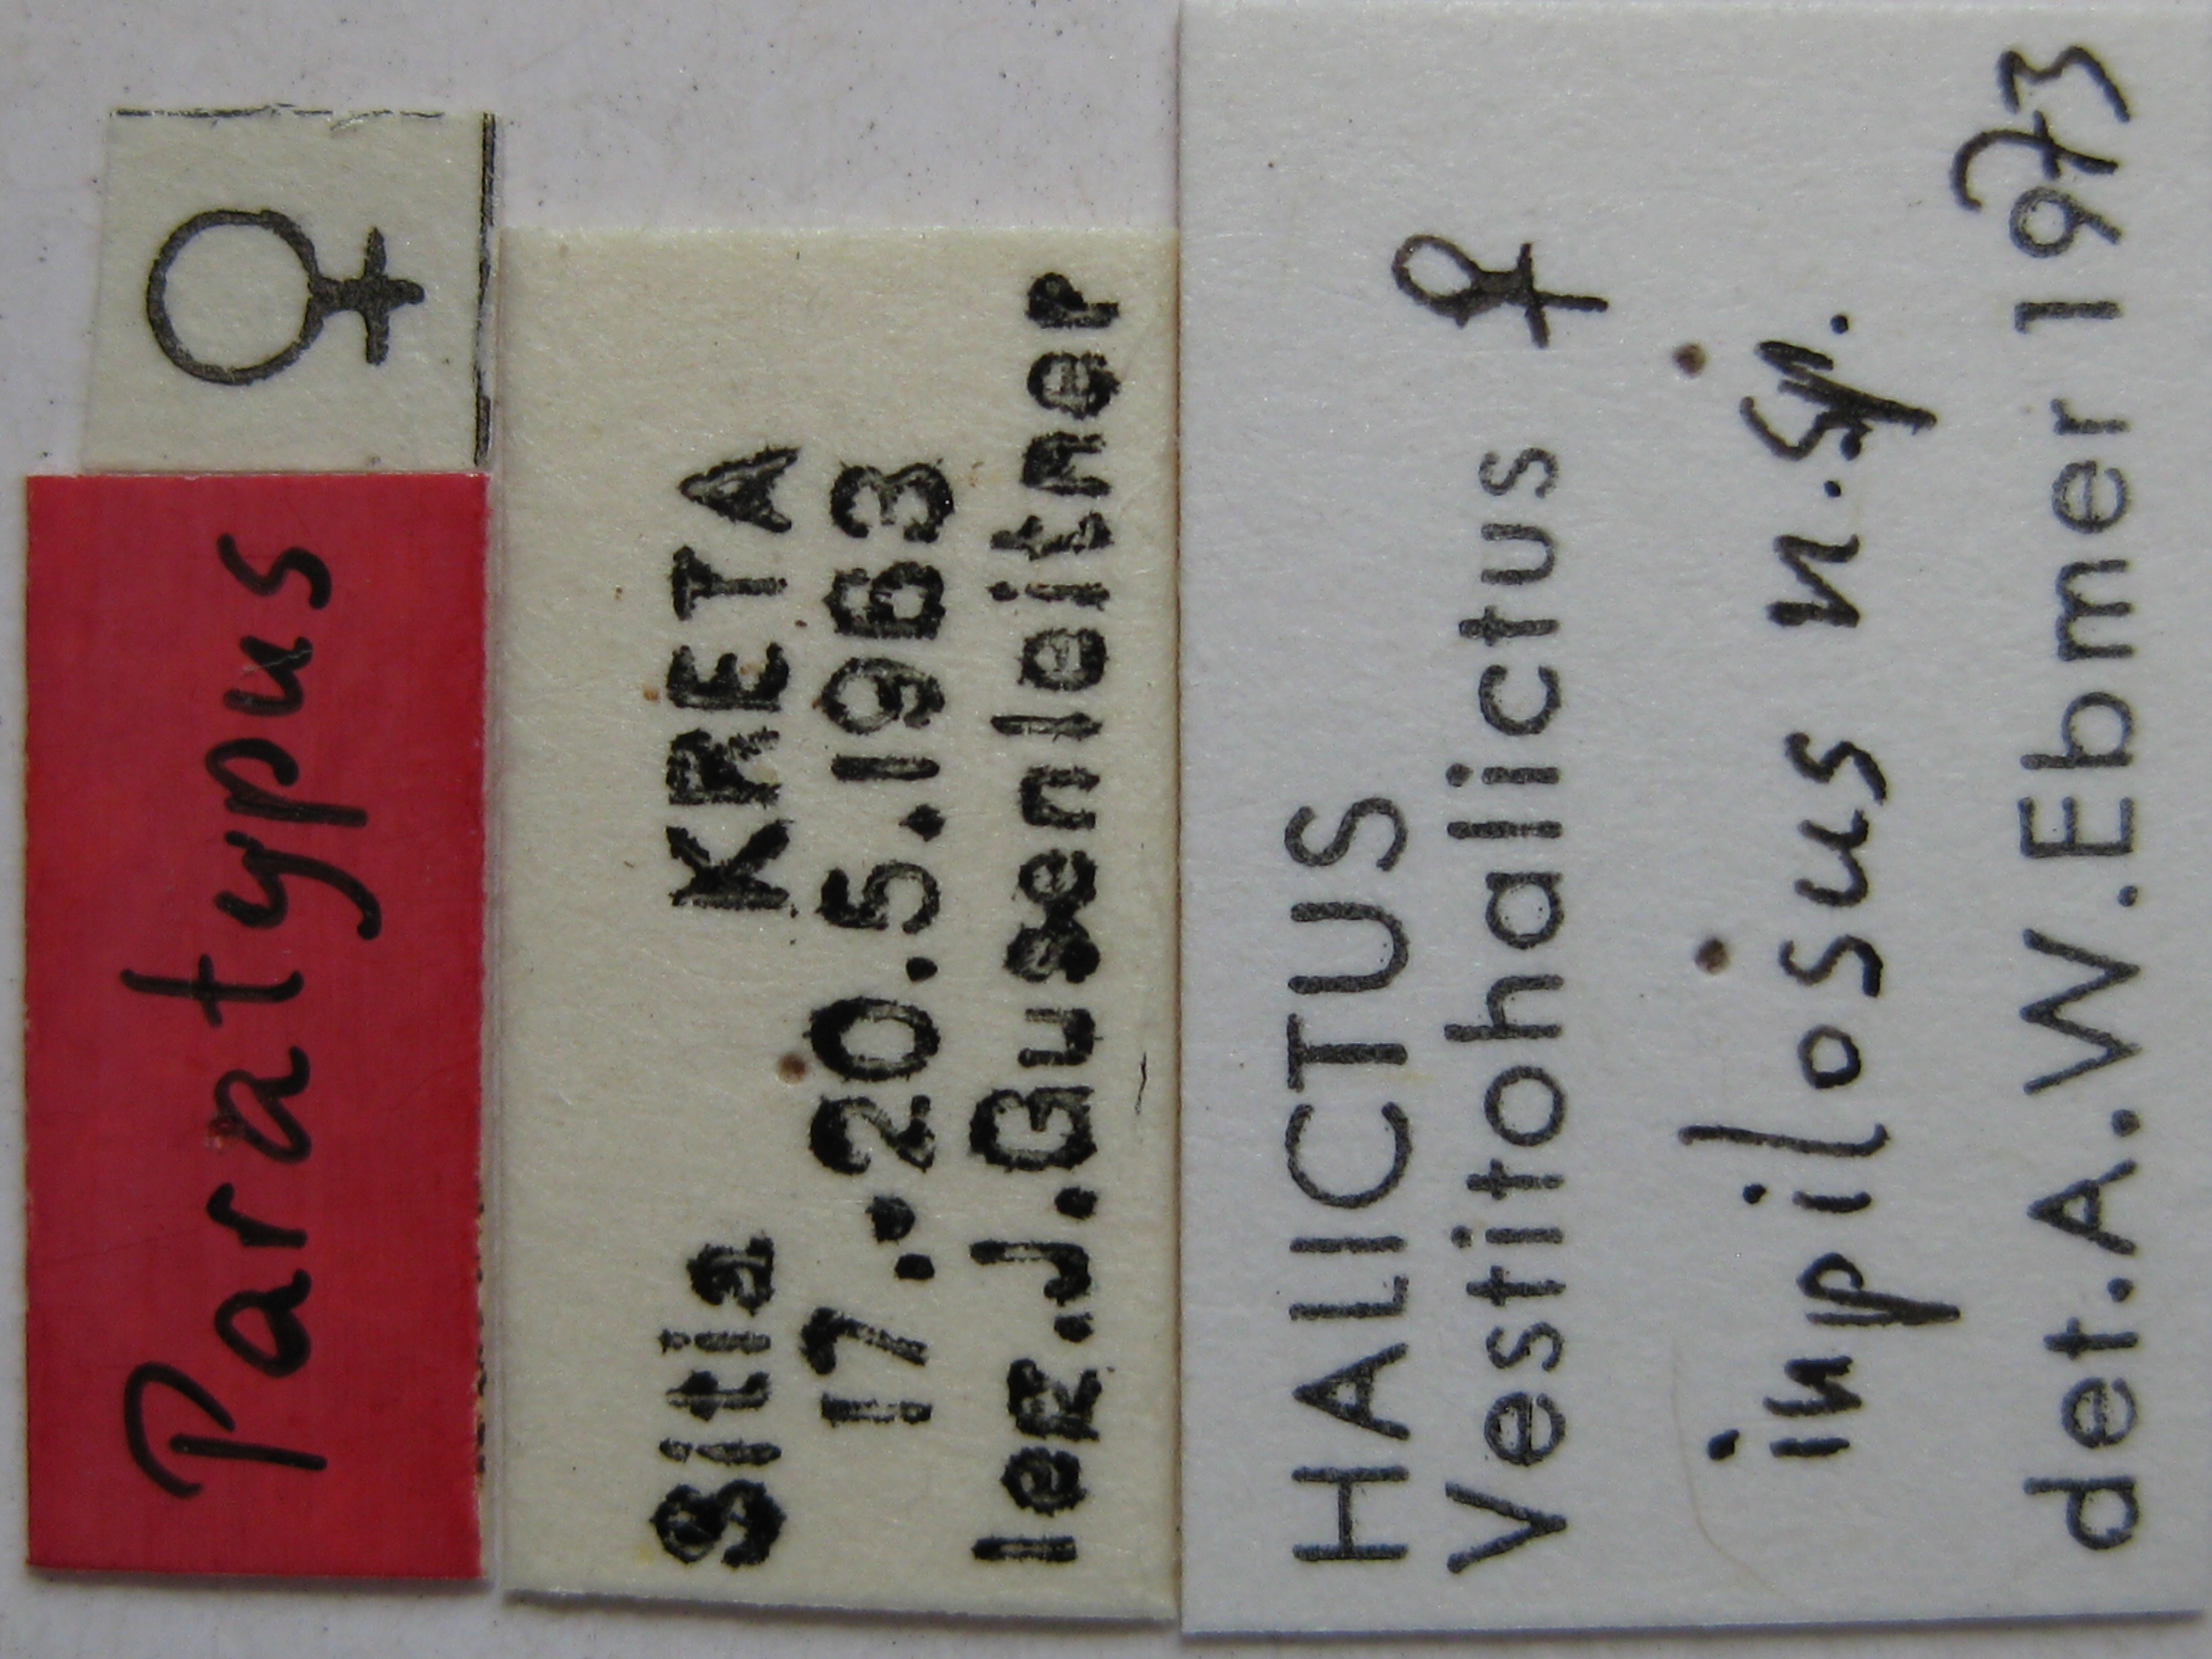 Paratypus
♀
Sitia KRETA
17.-20.5.1963
leg.J.Gusenleitner
HALICTUS
Vestitohalictus ♀
inpilosus n.sp.
det.A.W.Ebmer 1973